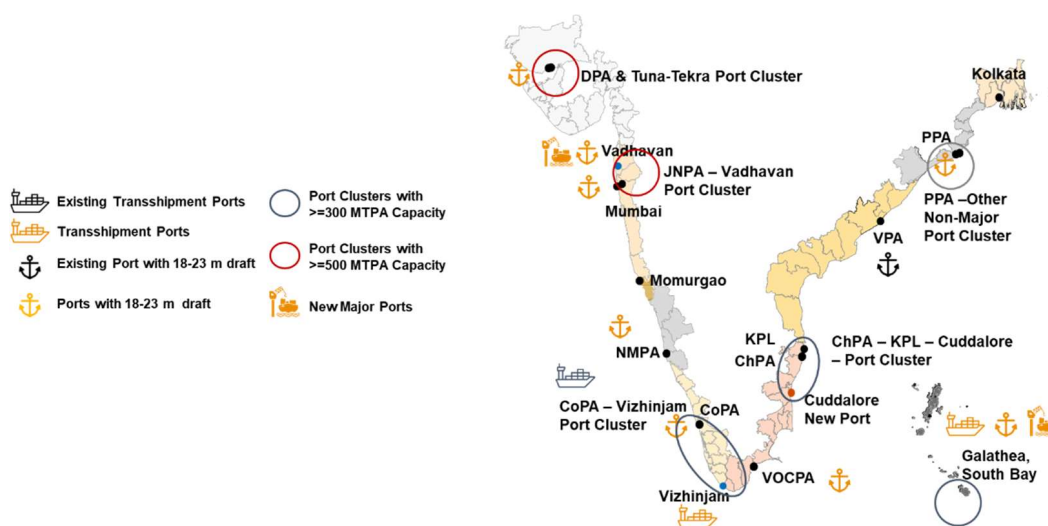 Existing Transshipment Ports
Transshipment Ports
Existing Port with 18-23 m draft
Ports with 18-23 m draft
Port Clusters with
>=300 MTPA Capacity
Port Clusters with
>=500 MTPA Capacity
New Major Ports
DPA & Tuna-Tekra Port Cluster
Vadhavan
JNPA – Vadhavan
Port Cluster
Mumbai
Momurgao
NMPA
CoPA – Vizhinjam
Port Cluster
CoPA
Vizhinjam
VOCPA
Kolkata
PPA
PPA –Other
Non-Major
Port Cluster
VPA
KPL
ChPA
ChPA – KPL – Cuddalore
– Port Cluster
Cuddalore
New Port
Galathea,
South Bay